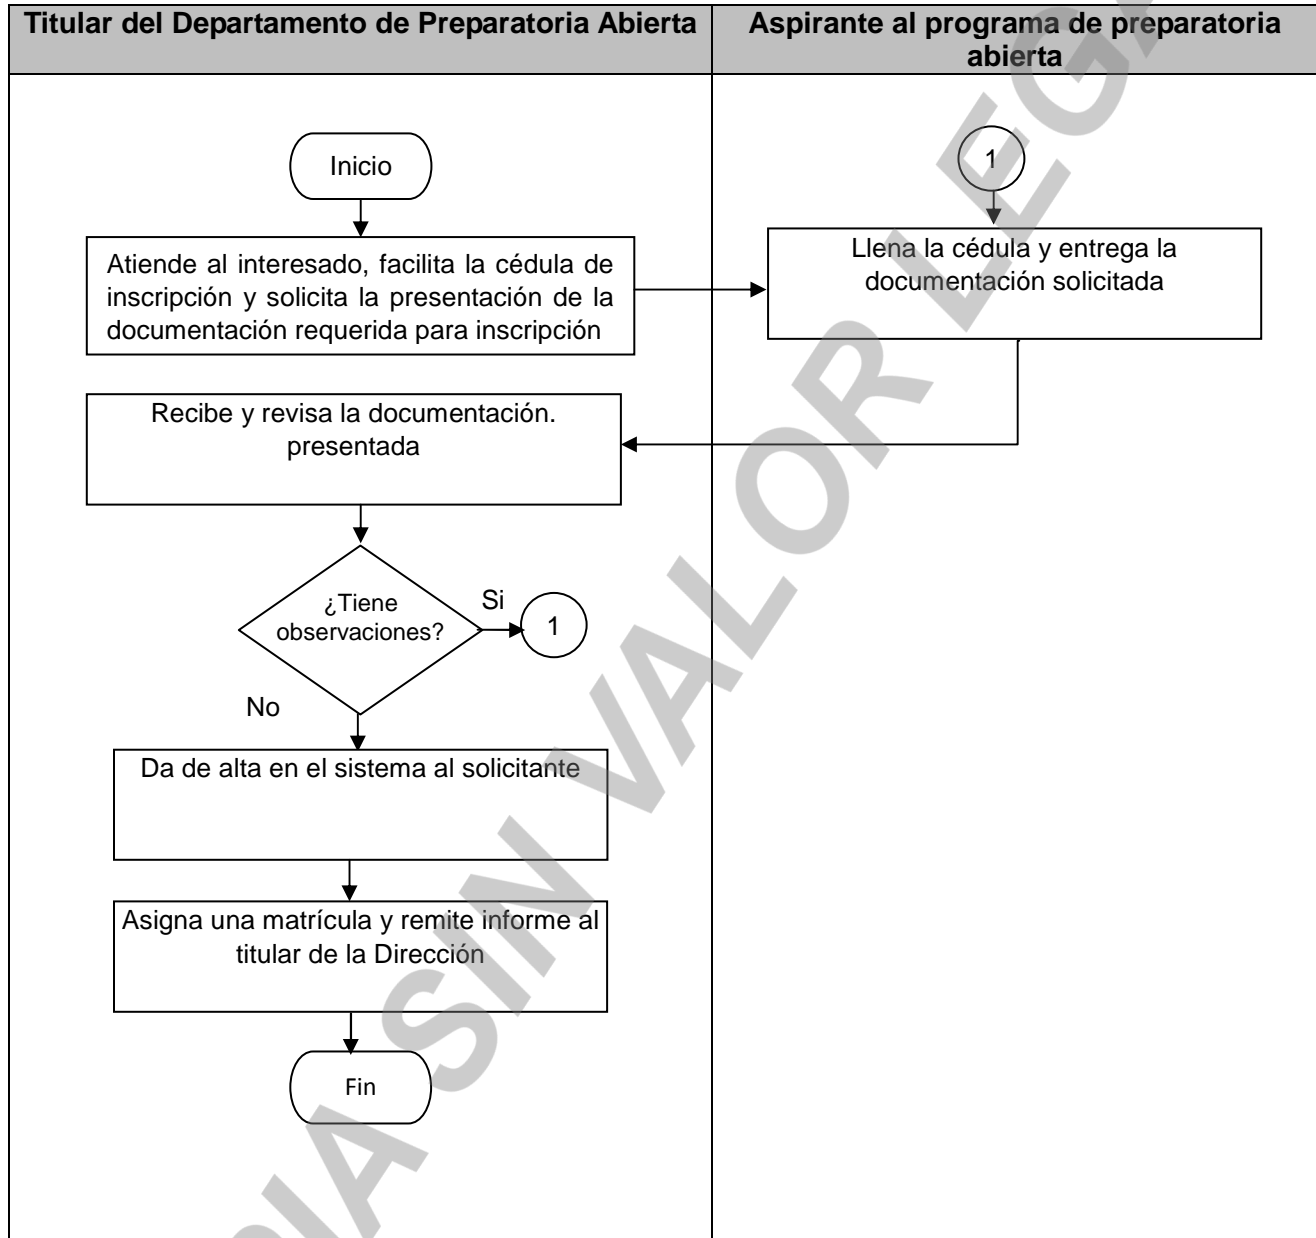 Titular del Departamento de Preparatoria Abierta
Aspirante al programa de preparatoria
abierta
Inicio
1
Atiende al interesado, facilita la cédula de
inscripción y solicita la presentación de la
documentación requerida para inscripción
Llena la cédula y entrega la
documentación solicitada
Recibe y revisa la documentación.
presentada
¿Tiene
observaciones?
Si
1
No
Da de alta en el sistema al solicitante
Asigna una matrícula y remite informe al
titular de la Dirección
Fin
SIN VALOR